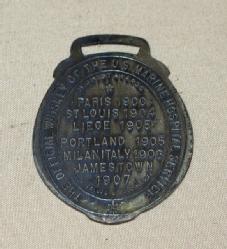 THE OFFICIAL WHISKEY OF THE U.S. MARINE HOSPITAL SERVICE
PARIS 1900
ST LOUIS 1904
LIEGE 1905
PORTLAND 1905
MILAN ITALY 1906
JAMESTOWN
1907